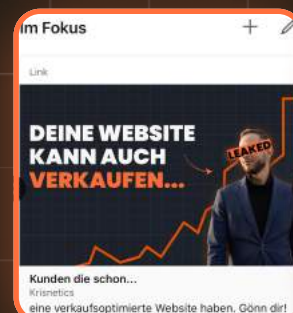 im Fokus
Link
DEINE WEBSITE
KANN AUCH
VERKAUFEN...
LEAKED
Kunden die schon...
Krisnetics
eine verkaufsoptimierte Website haben. Gönn dir!